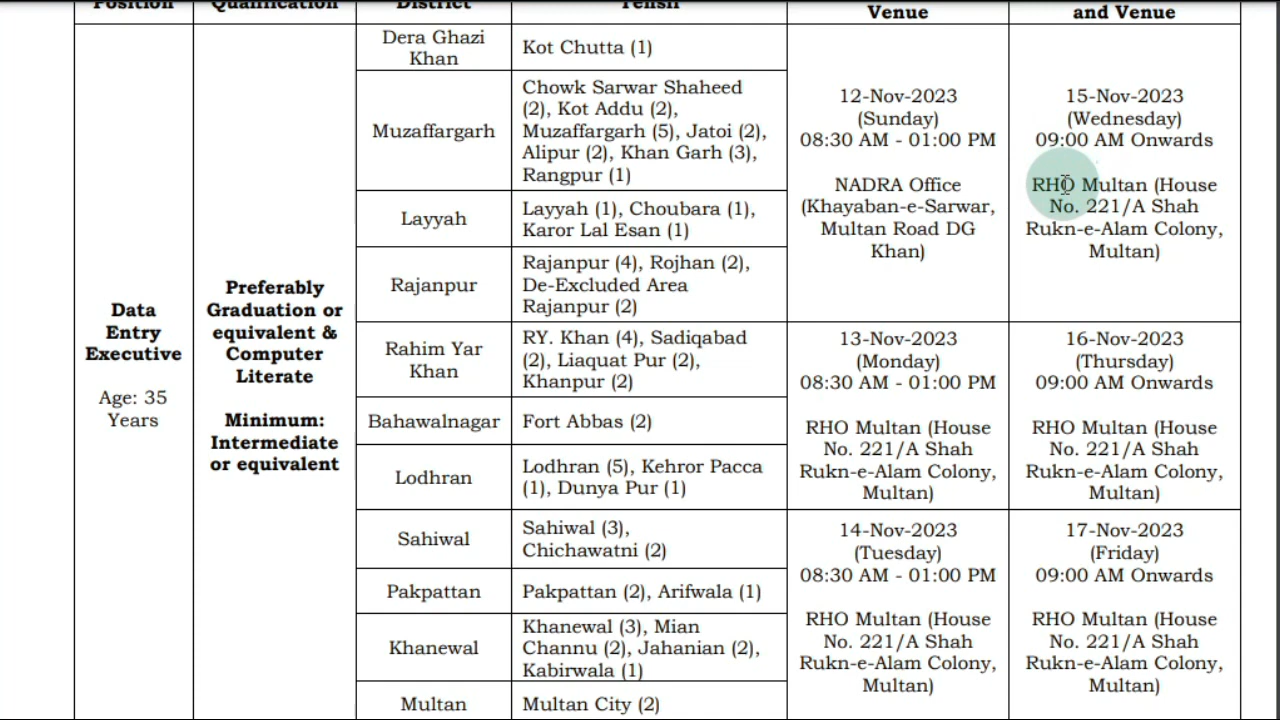 Position
Qualification
District
Tehsil
Venue
and Venue
Data
Entry
Executive
Age: 35
Years
Preferably
Graduation or
equivalent &
Computer
Literate
Minimum:
Intermediate
or equivalent
Dera Ghazi
Khan
Kot Chutta (1)
Muzaffargarh
Chowk Sarwar Shaheed
(2), Kot Addu (2),
Muzaffargarh (5), Jatoi (2),
Alipur (2), Khan Garh (3),
Rangpur (1)
Layyah
Layyah (1), Choubara (1),
Karor Lal Esan (1)
Rajanpur
Rajanpur (4), Rojhan (2),
De-Excluded Area
Rajanpur (2)
12-Nov-2023
(Sunday)
08:30 AM - 01:00 PM
NADRA Office
(Khayaban-e-Sarwar,
Multan Road DG
Khan)
15-Nov-2023
(Wednesday)
09:00 AM Onwards
RHO Multan (House
No. 221/A Shah
Rukn-e-Alam Colony,
Multan)
Rahim Yar
Khan
RY. Khan (4), Sadiqabad
(2), Liaquat Pur (2),
Khanpur (2)
Bahawalnagar
Fort Abbas (2)
Lodhran
Lodhran (5), Kehror Pacca
(1), Dunya Pur (1)
13-Nov-2023
(Monday)
08:30 AM - 01:00 PM
RHO Multan (House
No. 221/A Shah
Rukn-e-Alam Colony,
Multan)
16-Nov-2023
(Thursday)
09:00 AM Onwards
RHO Multan (House
No. 221/A Shah
Rukn-e-Alam Colony,
Multan)
Sahiwal
Sahiwal (3),
Chichawatni (2)
Pakpattan
Pakpattan (2), Arifwala (1)
Khanewal
Khanewal (3), Mian
Channu (2), Jahanian (2),
Kabirwala (1)
Multan
Multan City (2)
14-Nov-2023
(Tuesday)
08:30 AM - 01:00 PM
RHO Multan (House
No. 221/A Shah
Rukn-e-Alam Colony,
Multan)
17-Nov-2023
(Friday)
09:00 AM Onwards
RHO Multan (House
No. 221/A Shah
Rukn-e-Alam Colony,
Multan)